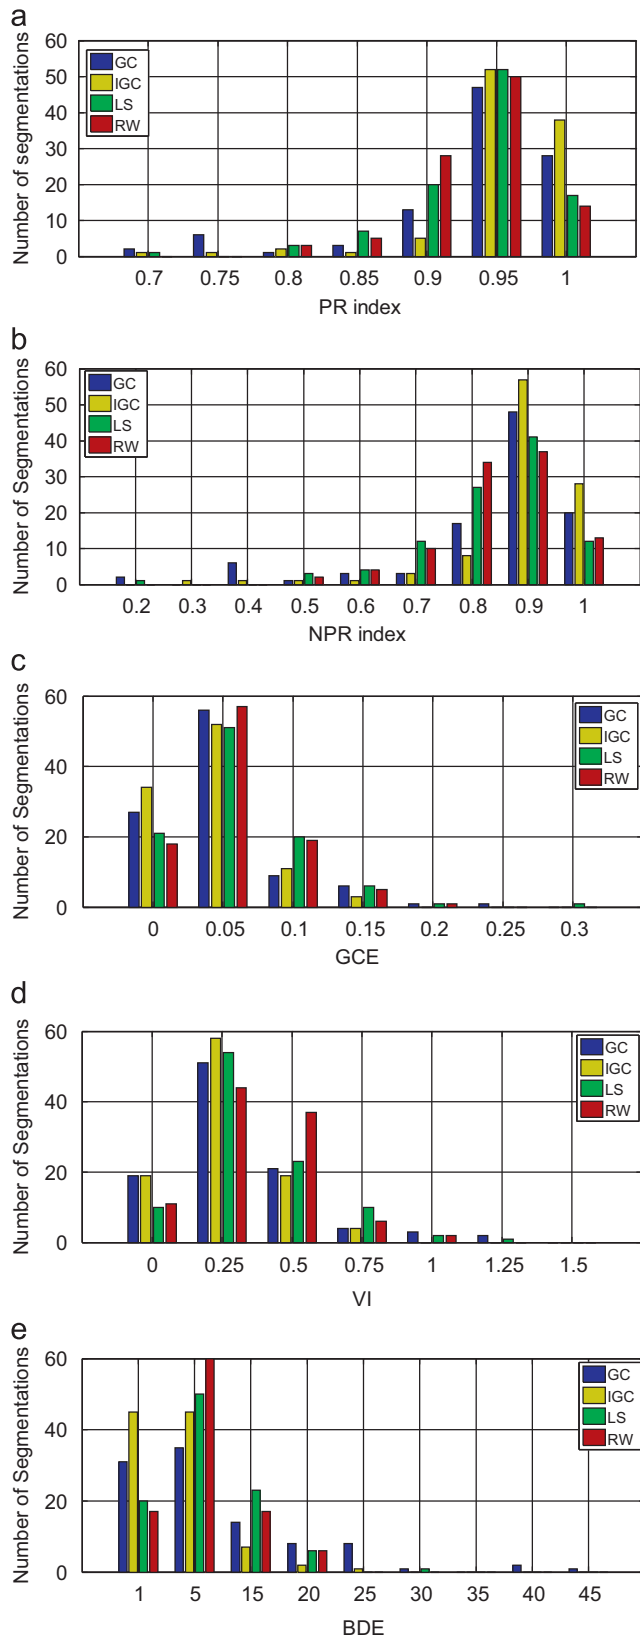 a
Number of segmentations
60
50
40
30
20
10
0
GC
IGC
LS
RW
0.7 0.75 0.8 0.85 0.9 0.95 1
PR index
b
Number of Segmentations
60
50
40
30
20
10
0
GC
IGC
LS
RW
0.2 0.3 0.4 0.5 0.6 0.7 0.8 0.9 1
NPR index
c
Number of Segmentations
60
40
20
0
GC
IGC
LS
RW
0 0.05 0.1 0.15 0.2 0.25 0.3
GCE
d
Number of Segmentations
60
40
20
0
GC
IGC
LS
RW
0 0.25 0.5 0.75 1 1.25 1.5
VI
e
Number of Segmentations
60
40
20
0
GC
IGC
LS
RW
1 5 15 20 25 30 35 40 45
BDE